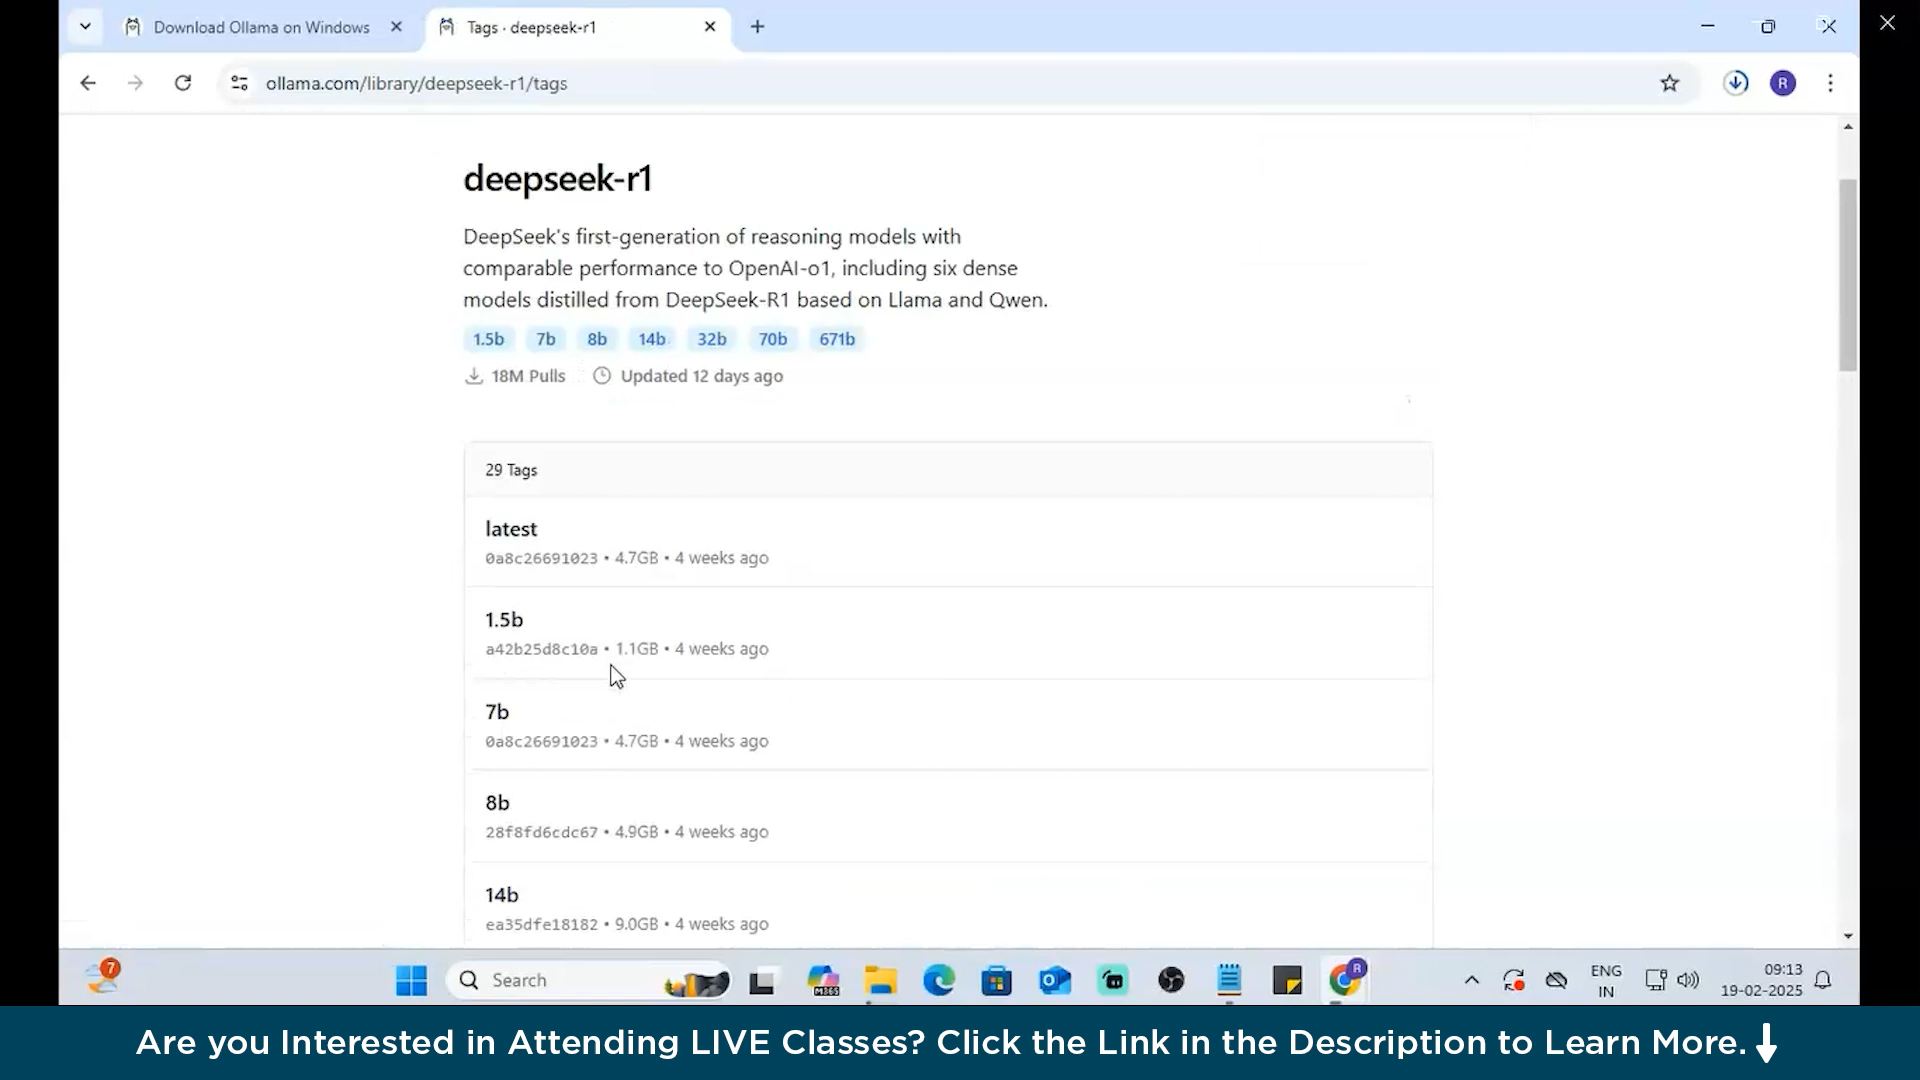 Download Ollama on Windows
Tags · deepseek-r1
ollama.com/library/deepseek-r1/tags
R
deepseek-r1
DeepSeek's first-generation of reasoning models with
comparable performance to OpenAI-o1, including six dense
models distilled from DeepSeek-R1 based on Llama and Qwen.
1.5b 7b 8b 14b 32b 70b 671b
18M Pulls Updated 12 days ago
29 Tags
latest
0a8c26691023 • 4.7GB • 4 weeks ago
1.5b
a42b25d8c10a • 1.1GB • 4 weeks ago
7b
0a8c26691023 • 4.7GB • 4 weeks ago
8b
28f8fd6cdc67 • 4.9GB • 4 weeks ago
14b
ea35dfe18182 • 9.0GB • 4 weeks ago
7
Search
M365
R
ENG
IN
09:13
19-02-2025
Are you Interested in Attending LIVE Classes? Click the Link in the Description to Learn More.